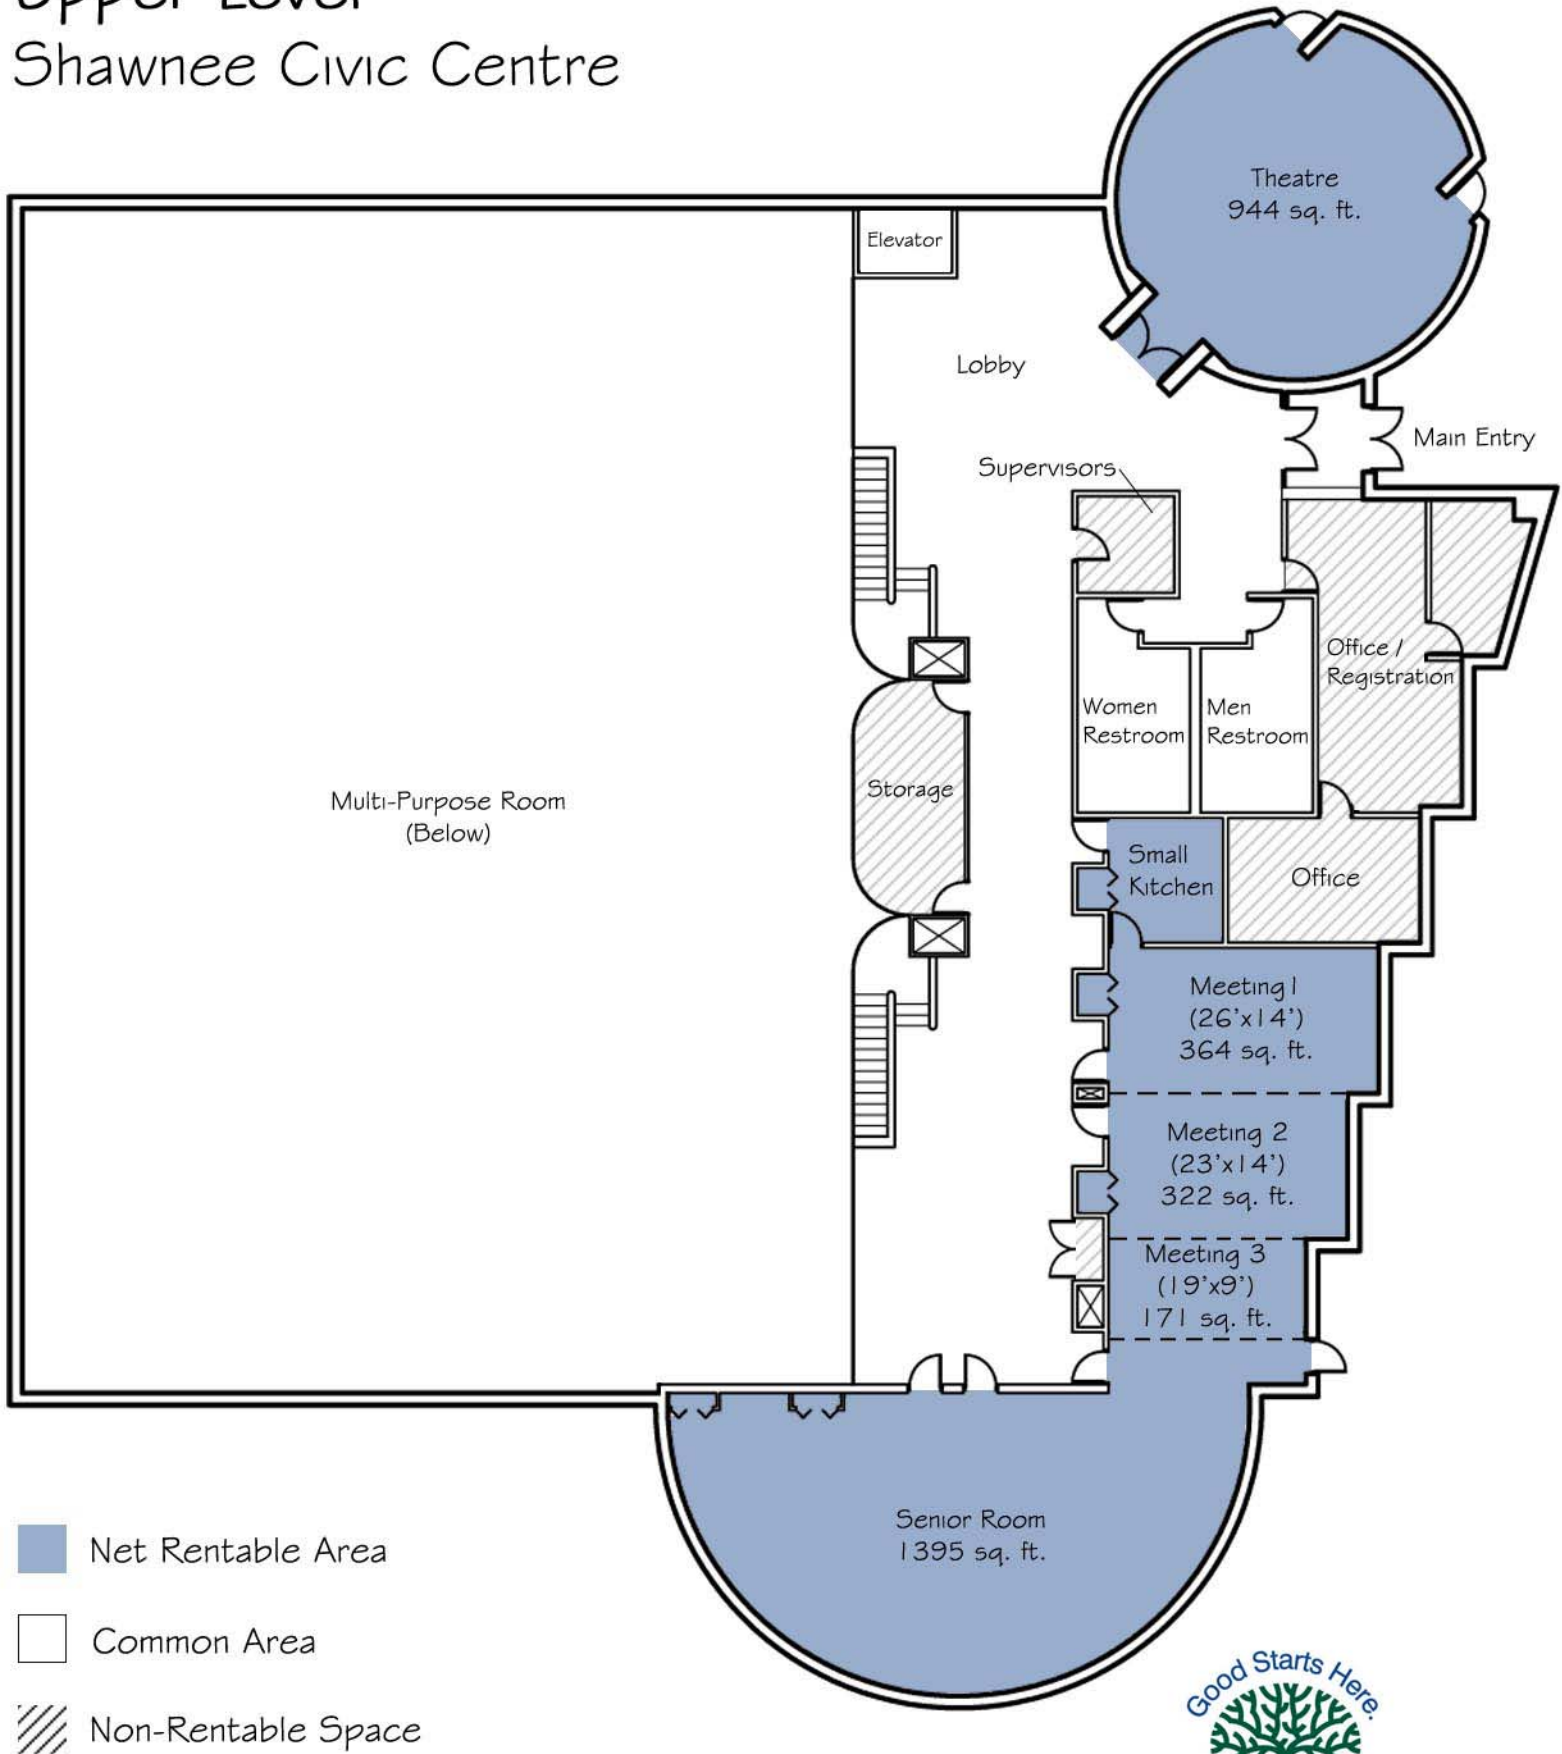 Upper Level
Shawnee Civic Centre
Theatre
944 sq. ft.
Elevator
Lobby
Main Entry
Supervisors
Office /
Registration
Women
Restroom
Men
Restroom
Storage
Multi-Purpose Room
(Below)
Small
Kitchen
Office
Meeting 1
(26'x14')
364 sq. ft.
Meeting 2
(23'x14')
322 sq. ft.
Meeting 3
(19'x9')
171 sq. ft.
Senior Room
1395 sq. ft.
Net Rentable Area
Common Area
Non-Rentable Space
Good Starts Here.